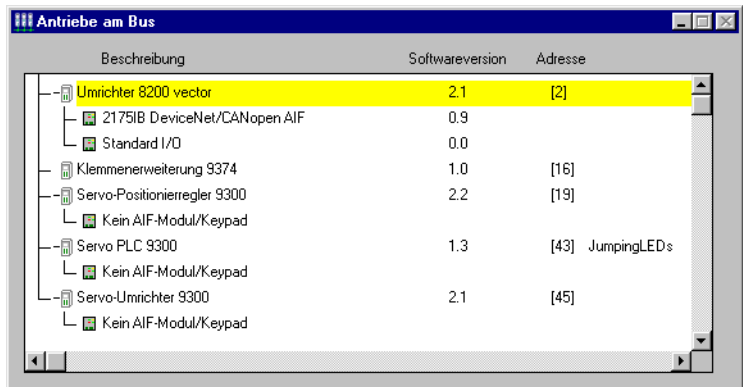 Antriebe am Bus
Beschreibung Softwareversion Adresse
Umrichter 8200 vector 2.1 [2]
2175IB DeviceNet/CANopen AIF 0.9
Standard I/O 0.0
Klemmenerweiterung 9374 1.0 [16]
Servo-Positionierregler 9300 2.2 [19]
Kein AIF-Modul/Keypad
Servo PLC 9300 1.3 [43] JumpingLEDs
Kein AIF-Modul/Keypad
Servo-Umrichter 9300 2.1 [45]
Kein AIF-Modul/Keypad